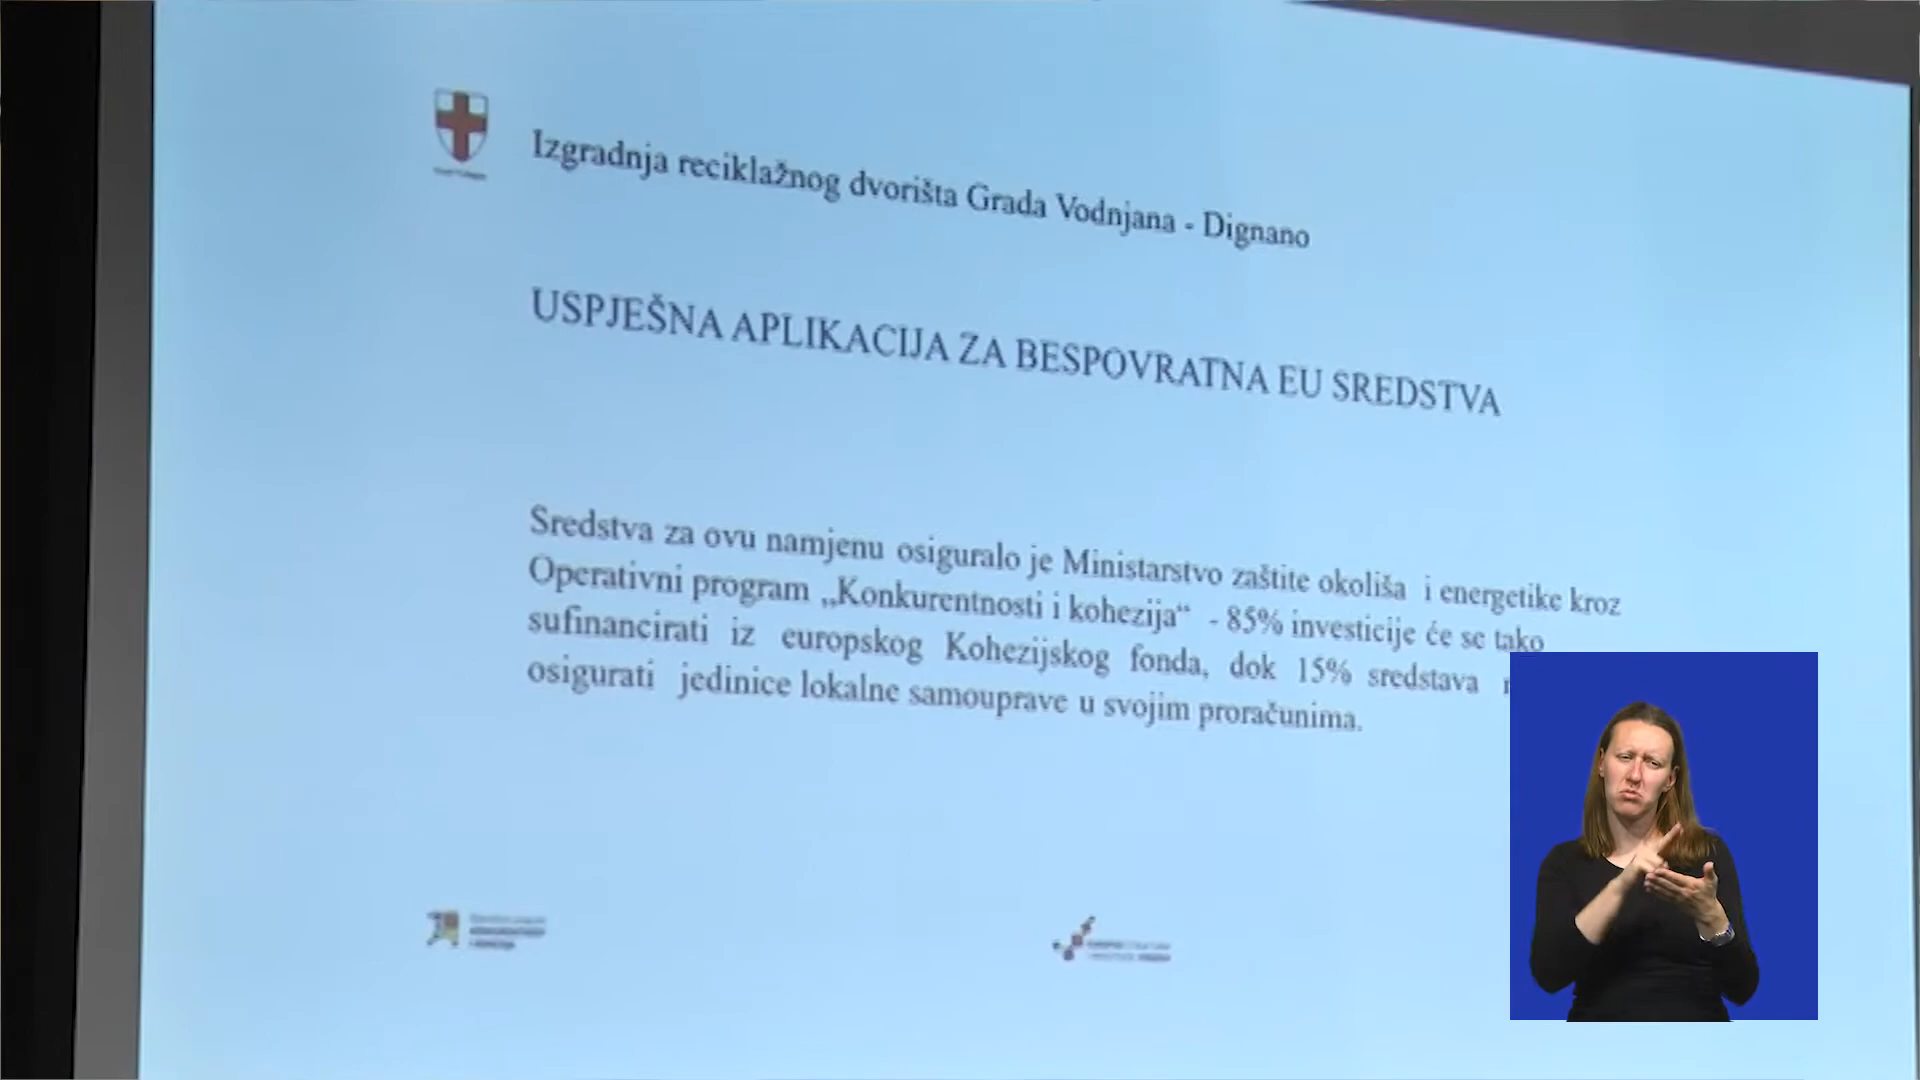 Izgradnja reciklažnog dvorišta Grada Vodnjana - Dignano
USPJEŠNA APLIKACIJA ZA BESPOVRATNA EU SREDSTVA
Sredstva za ovu namjenu osiguralo je Ministarstvo zaštite okoliša i energetike kroz
Operativni program „Konkurentnosti i kohezija“ - 85% investicije će se tako
sufinancirati iz europskog Kohezijskog fonda, dok 15% sredstava
osigurati jedinice lokalne samouprave u svojim proračunima.